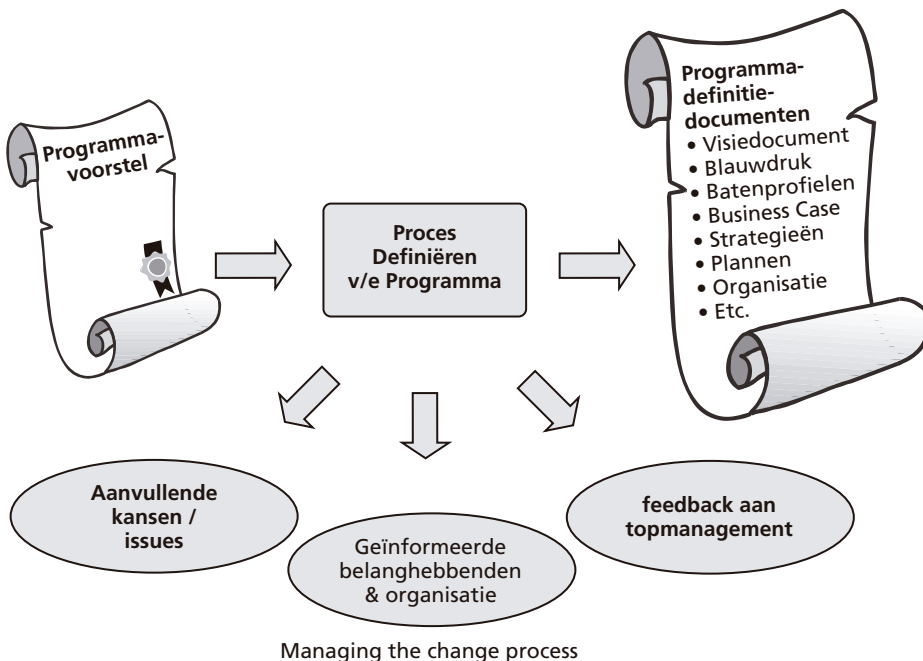 Programma-
voorstel
Proces
Definiëren
v/e Programma
Programma-
definitie-
documenten
• Visiedocument
• Blauwdruk
• Batenprofielen
• Business Case
• Strategieën
• Plannen
• Organisatie
• Etc.
Aanvullende
kansen /
issues
Geïnformeerde
belanghebbenden
& organisatie
feedback aan
topmanagement
Managing the change process